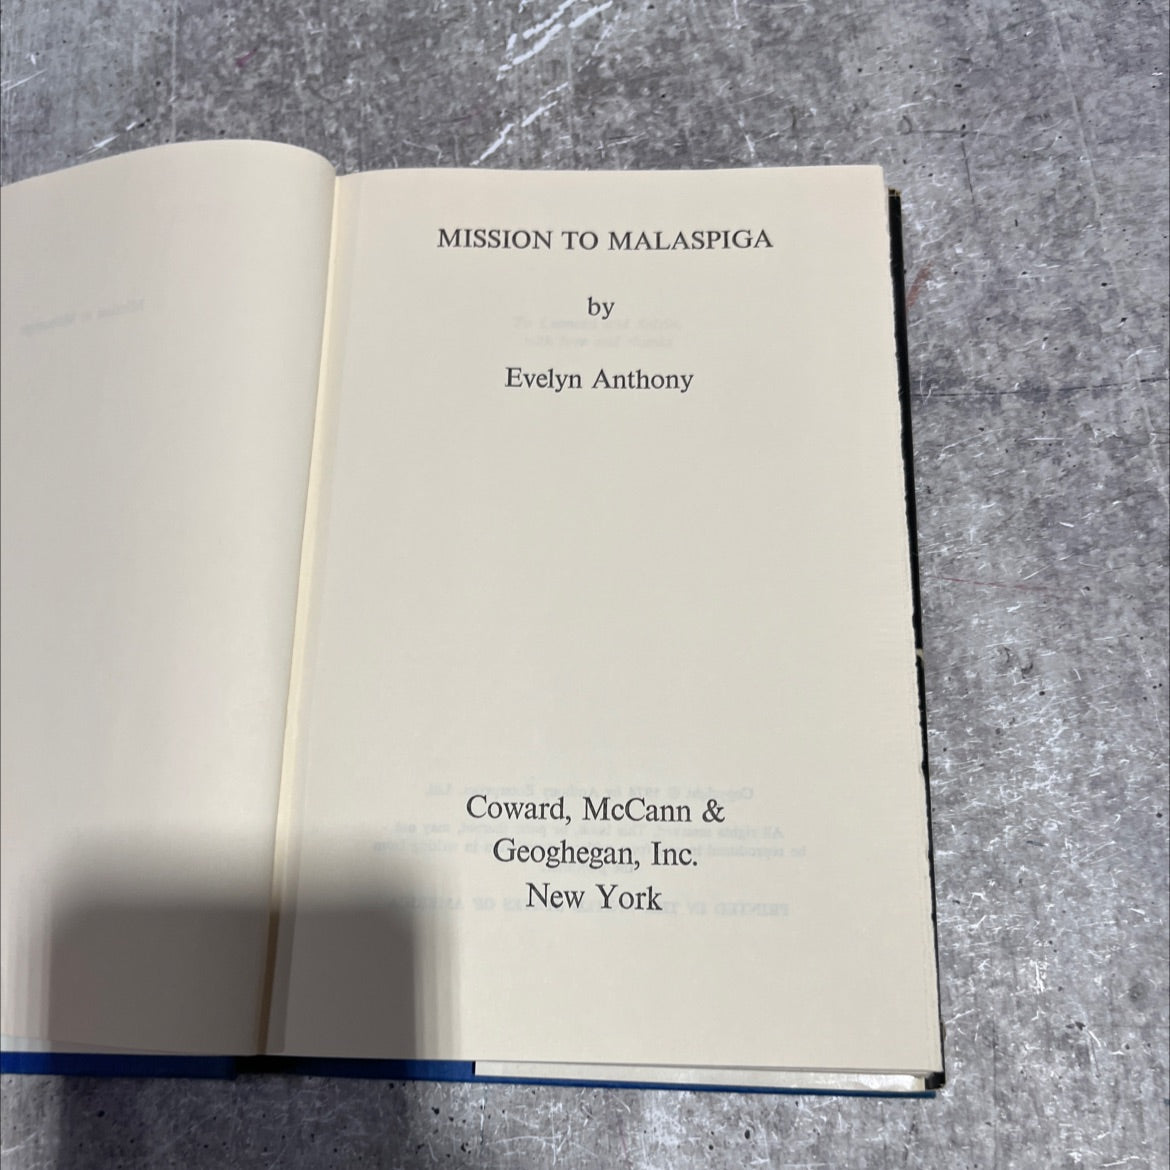 MISSION TO MALASPIGA
by
Evelyn Anthony
Coward, McCann &
Geoghegan, Inc.
New York